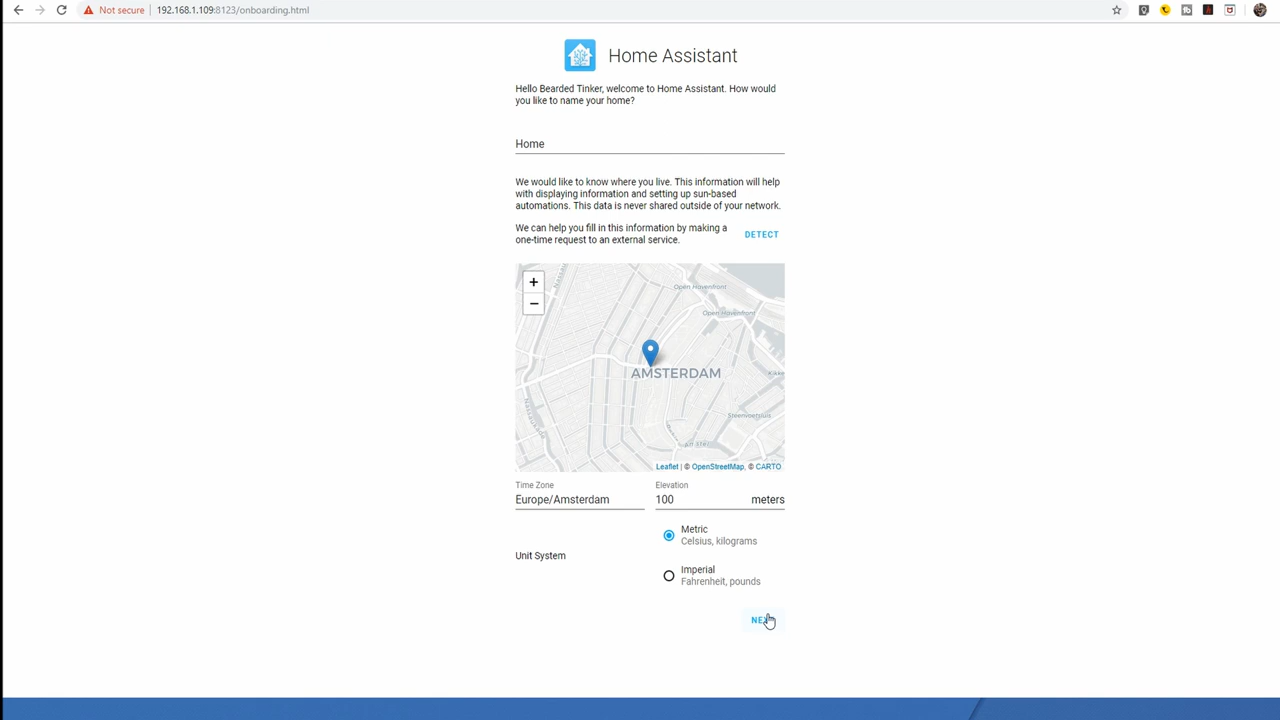 Not secure
192.168.1.109:8123/onboarding.html
Home Assistant
Hello Bearded Tinker, welcome to Home Assistant. How would
you like to name your home?
Home
We would like to know where you live. This information will help
with displaying information and setting up sun-based
automations. This data is never shared outside of your network.
We can help you fill in this information by making a
one-time request to an external service.
DETECT
+
−
Open Havenfront
Open Havenfront
AMSTERDAM
Leaflet | © OpenStreetMap, © CARTO
Time Zone
Europe/Amsterdam
Elevation
100 meters
Unit System
Metric
Celsius, kilograms
Imperial
Fahrenheit, pounds